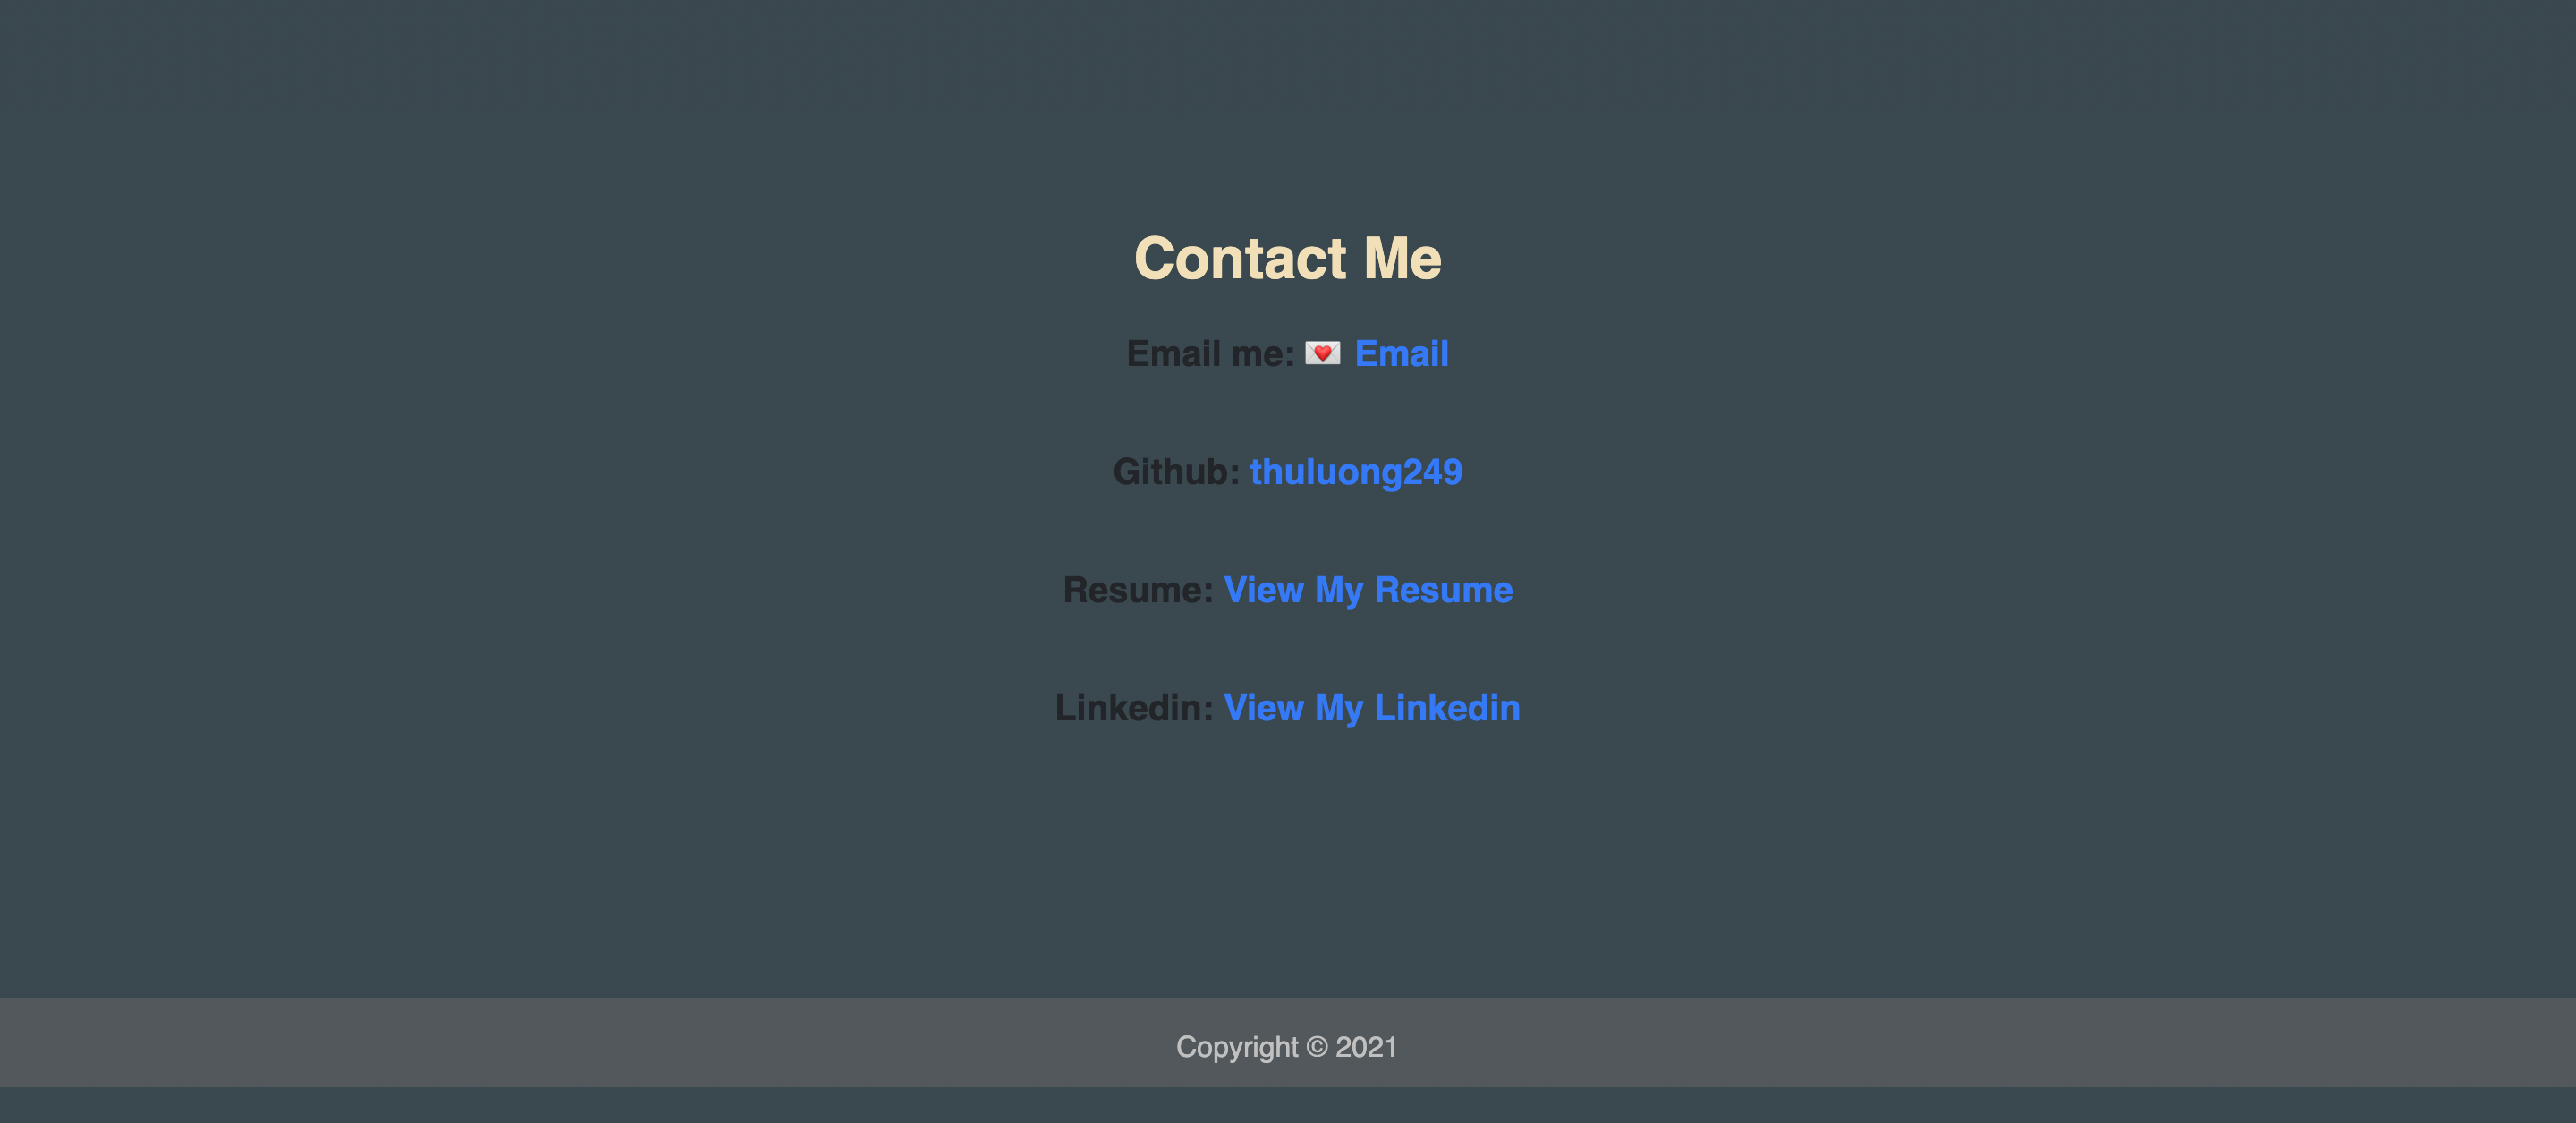 Contact Me
Email me: 💌 Email
Github: thuluong249
Resume: View My Resume
Linkedin: View My Linkedin
Copyright © 2021